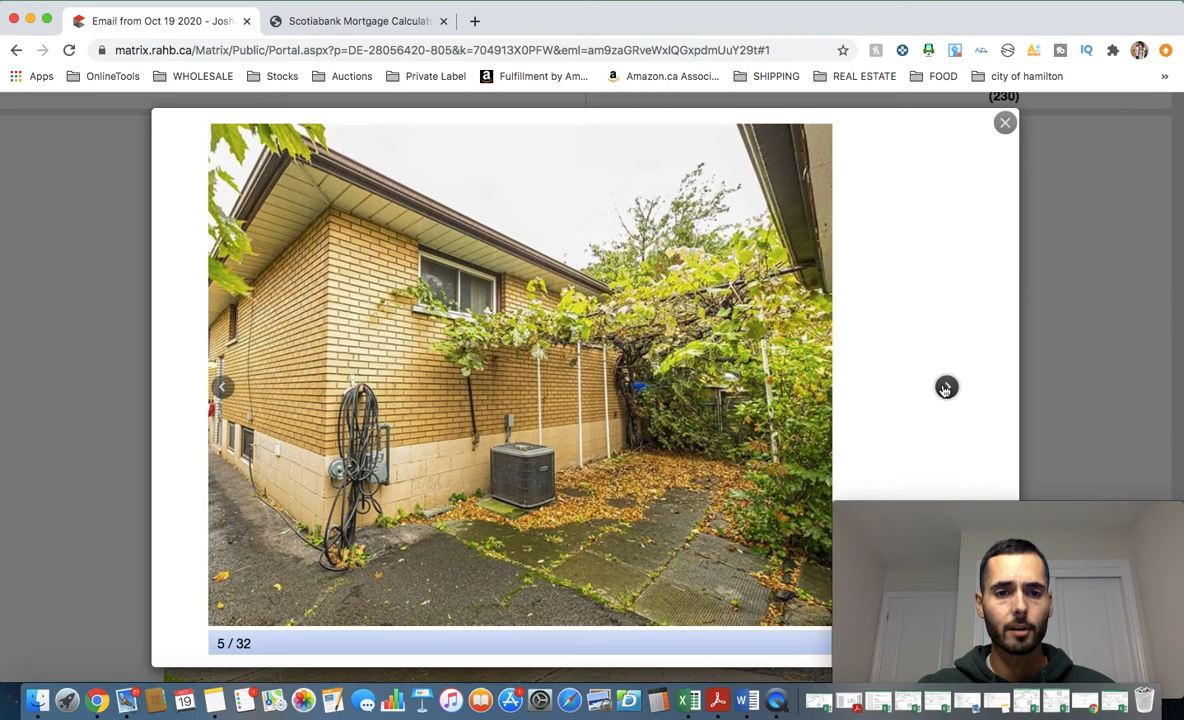 Email from Oct 19 2020 - Josh
Scotiabank Mortgage Calculat
matrix.rahb.ca/Matrix/Public/Portal.aspx?p=DE-28056420-805&k=704913X0PFW&eml=am9zaGRveWxlQGxpdmUuY29t#1
Apps
OnlineTools
WHOLESALE
Stocks
Auctions
Private Label
Fulfillment by Am...
Amazon.ca Associ...
SHIPPING
REAL ESTATE
FOOD
city of hamilton
»
(230)
5 / 32